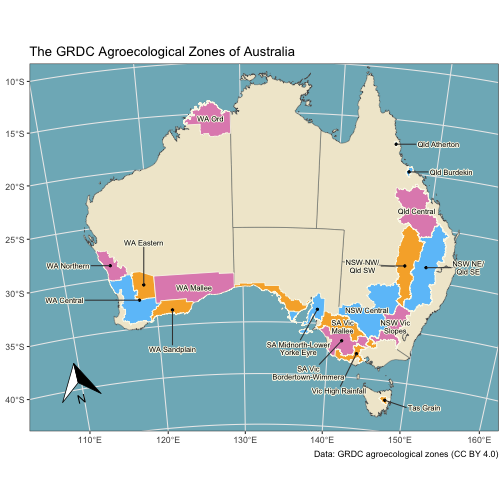 The GRDC Agroecological Zones of Australia
10°S
15°S
20°S
25°S
30°S
35°S
40°S
WA Ord
Qld Atherton
Qld Burdekin
Qld Central
WA Eastern
WA Northern
NSW NW/
Qld SW
NSW NE/
Qld SE
WA Mallee
WA Central
NSW Central
SA Vic
Mallee
NSW Vic
Slopes
WA Sandplain
SA Midnorth-Lower
Yorke Eyre
SA Vic
Bordertown-Wimmera
Vic High Rainfall
Tas Grain
N
110°E
120°E
130°E
140°E
150°E
160°E
Data: GRDC agroecological zones (CC BY 4.0)